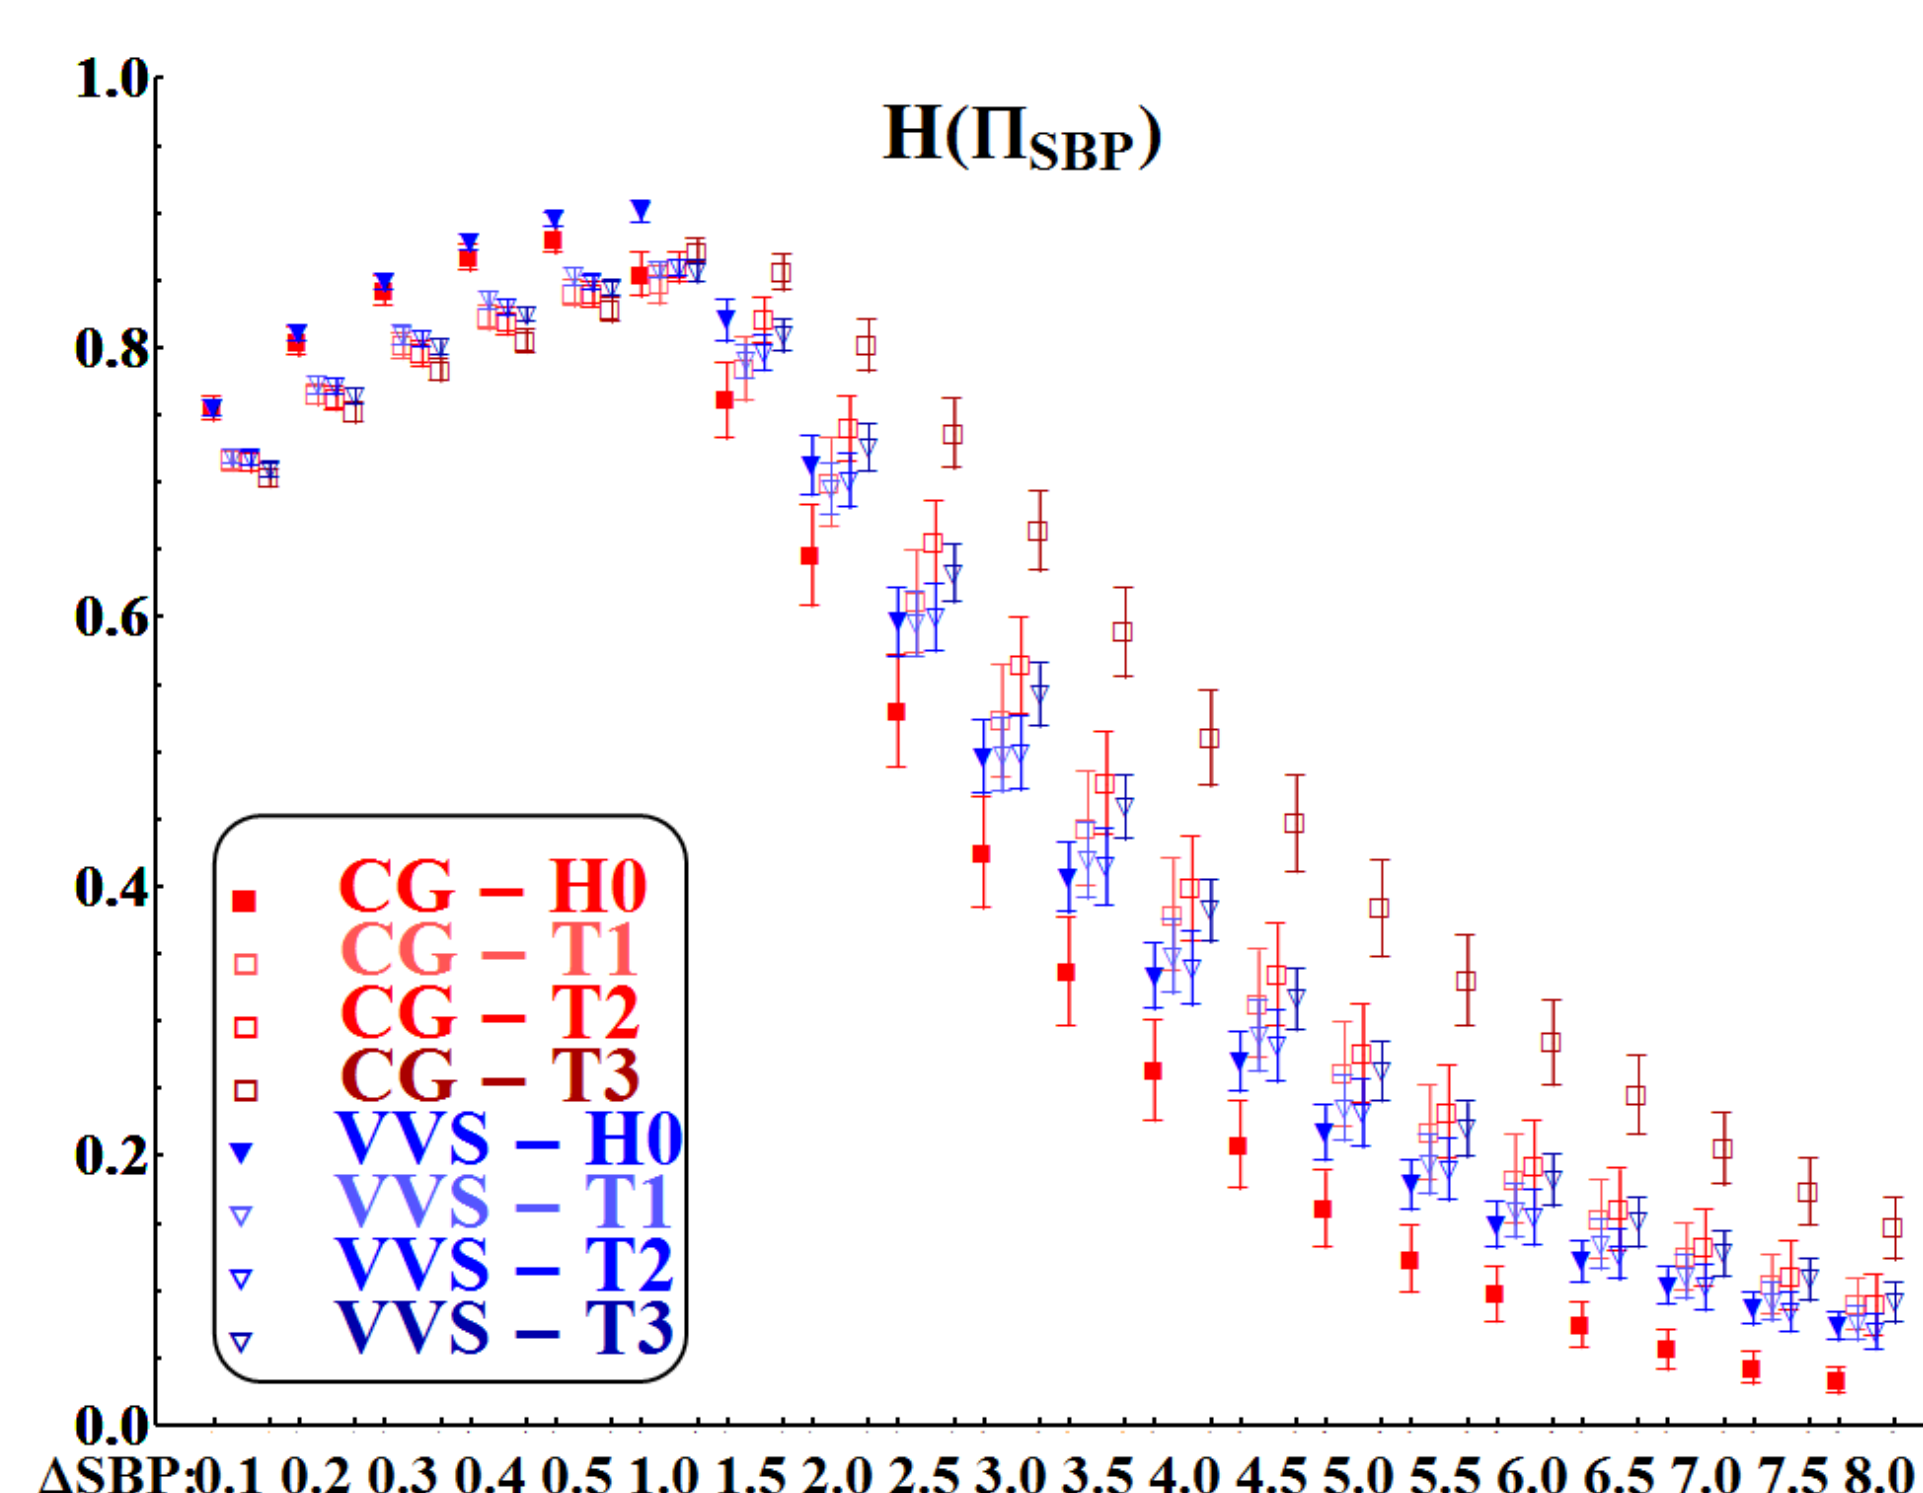 1.0
H(Π_SBP)
0.8
0.6
0.4
CG – H0
CG – T1
CG – T2
CG – T3
VVS – H0
0.2
VVS – T1
VVS – T2
VVS – T3
0.0
ΔSBP:0.1 0.2 0.3 0.4 0.5 1.0 1.5 2.0 2.5 3.0 3.5 4.0 4.5 5.0 5.5 6.0 6.5 7.0 7.5 8.0